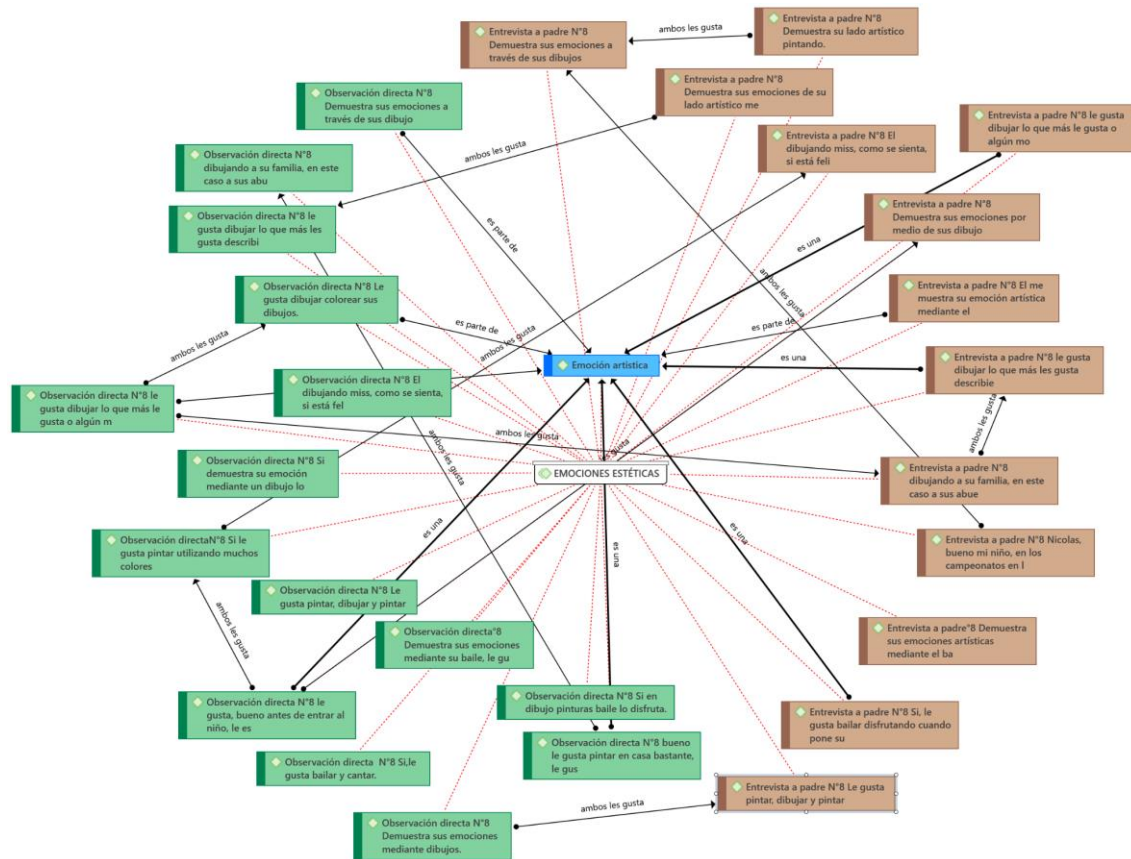 Entrevista a padre N°8
Demuestra sus emociones a
través de sus dibujos
ambos les gusta
Entrevista a padre N°8
Demuestra su lado artístico
pintando.
Entrevista a padre N°8
Demuestra sus emociones de su
lado artístico me
Observación directa N°8
Demuestra sus emociones a
través de sus dibujo
Entrevista a padre N°8 El
dibujando miss, como se sienta,
si está feli
Entrevista a padre N°8 le gusta
dibujar lo que más le gusta o
algún mo
ambos les gusta
Observación directa N°8
dibujando a su familia, en este
caso a sus abu
Observación directa N°8 le
gusta dibujar lo que más les
gusta describi
Entrevista a padre N°8
Demuestra sus emociones por
medio de sus dibujo
es parte de
es una
Observación directa N°8 Le
gusta dibujar colorear sus
dibujos.
Entrevista a padre N°8 El me
muestra su emoción artística
mediante el
ambos les gusta
ambos les gusta
es parte de
es parte de
ambos les gusta
Emoción artística
es una
Entrevista a padre N°8 le gusta
dibujar lo que más les gusta
describie
Observación directa N°8 le
gusta dibujar lo que más le
gusta o algún m
Observación directa N°8 El
dibujando miss, como se sienta,
si está fel
ambos les gusta
ambos les gusta
gusta
ambos les gusta
Observación directa N°8 Si
demuestra su emoción
mediante un dibujo lo
EMOCIONES ESTÉTICAS
Entrevista a padre N°8
dibujando a su familia, en este
caso a sus abue
Observación directaN°8 Si le
gusta pintar utilizando muchos
colores
es una
es una
es una
Entrevista a padre N°8 Nicolas,
bueno mi niño, en los
campeonatos en l
Observación directa N°8 Le
gusta pintar, dibujar y pintar
ambos les gusta
Observación directa°8
Demuestra sus emociones
mediante su baile, le gu
Entrevista a padre°8 Demuestra
sus emociones artísticas
mediante el ba
Observación directa N°8 le
gusta, bueno antes de entrar al
niño, le es
Observación directa N°8 Si en
dibujo pinturas baile lo disfruta.
Entrevista a padre N°8 Si, le
gusta bailar disfrutando cuando
pone su
Observación directa N°8 bueno
le gusta pintar en casa bastante,
le gus
Observación directa N°8 Si,le
gusta bailar y cantar.
Entrevista a padre N°8 Le gusta
pintar, dibujar y pintar
ambos les gusta
Observación directa N°8
Demuestra sus emociones
mediante dibujos.